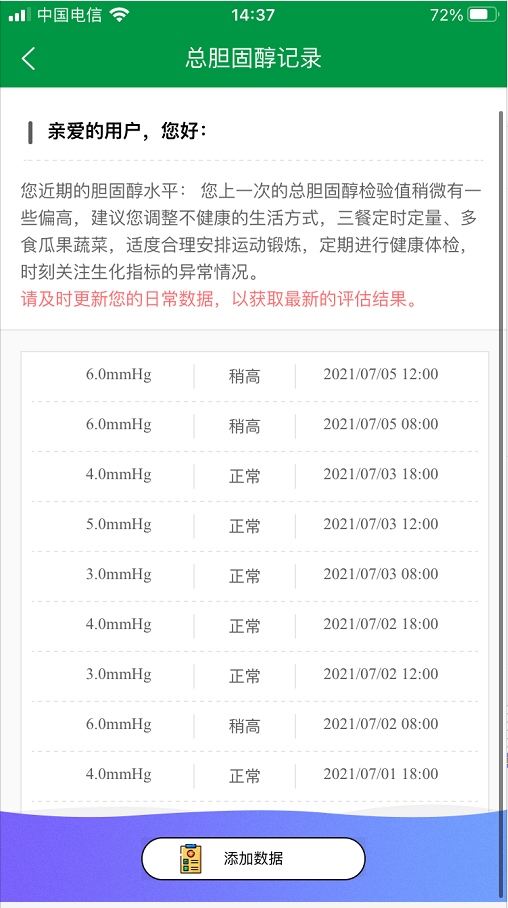 中国电信 14:37 72%
总胆固醇记录
亲爱的用户，您好：
您近期的胆固醇水平： 您上一次的总胆固醇检验值稍微有一
些偏高，建议您调整不健康的生活方式，三餐定时定量、多
食瓜果蔬菜，适度合理安排运动锻炼，定期进行健康体检，
时刻关注生化指标的异常情况。
请及时更新您的日常数据，以获取最新的评估结果。
6.0mmHg 稍高 2021/07/05 12:00
6.0mmHg 稍高 2021/07/05 08:00
4.0mmHg 正常 2021/07/03 18:00
5.0mmHg 正常 2021/07/03 12:00
3.0mmHg 正常 2021/07/03 08:00
4.0mmHg 正常 2021/07/02 18:00
3.0mmHg 正常 2021/07/02 12:00
6.0mmHg 稍高 2021/07/02 08:00
4.0mmHg 正常 2021/07/01 18:00
添加数据